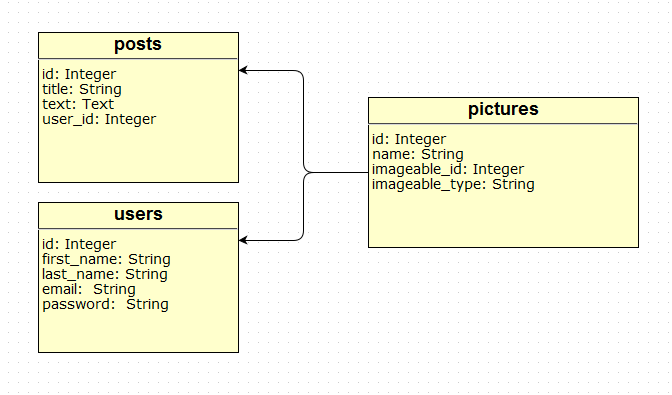 posts
id: Integer
title: String
text: Text
user_id: Integer
pictures
id: Integer
name: String
imageable_id: Integer
imageable_type: String
users
id: Integer
first_name: String
last_name: String
email:  String
password:  String